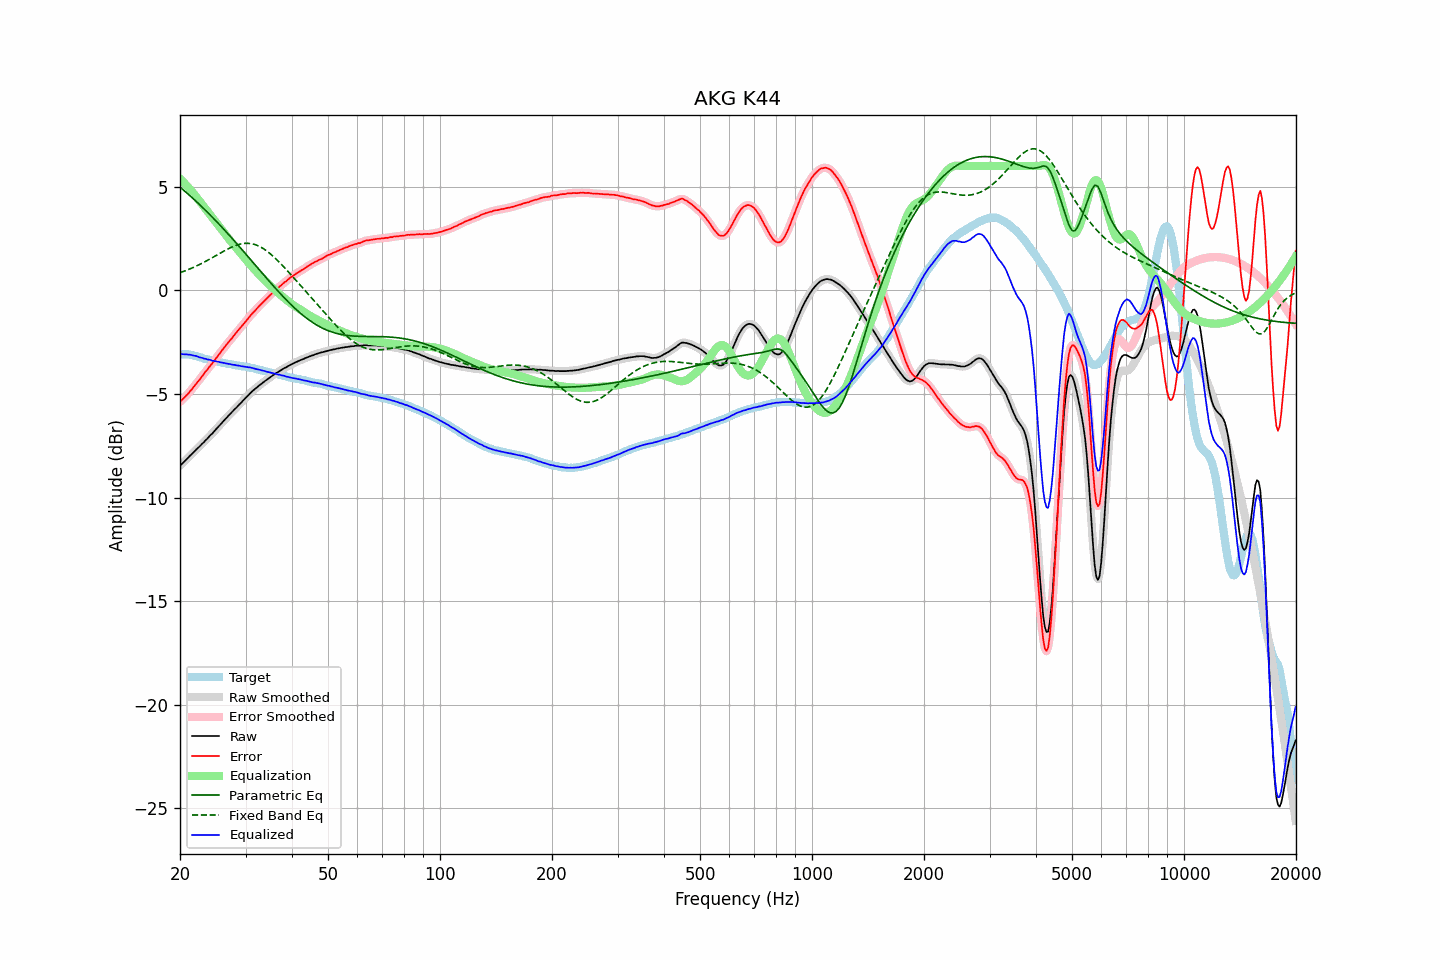 AKG K44
Amplitude (dBr)
5
0
−5
−10
−15
−20
−25
Target
Raw Smoothed
Error Smoothed
Raw
Error
Equalization
Parametric Eq
Fixed Band Eq
Equalized
20 50 100 200 500 1000 2000 5000 10000 20000
Frequency (Hz)